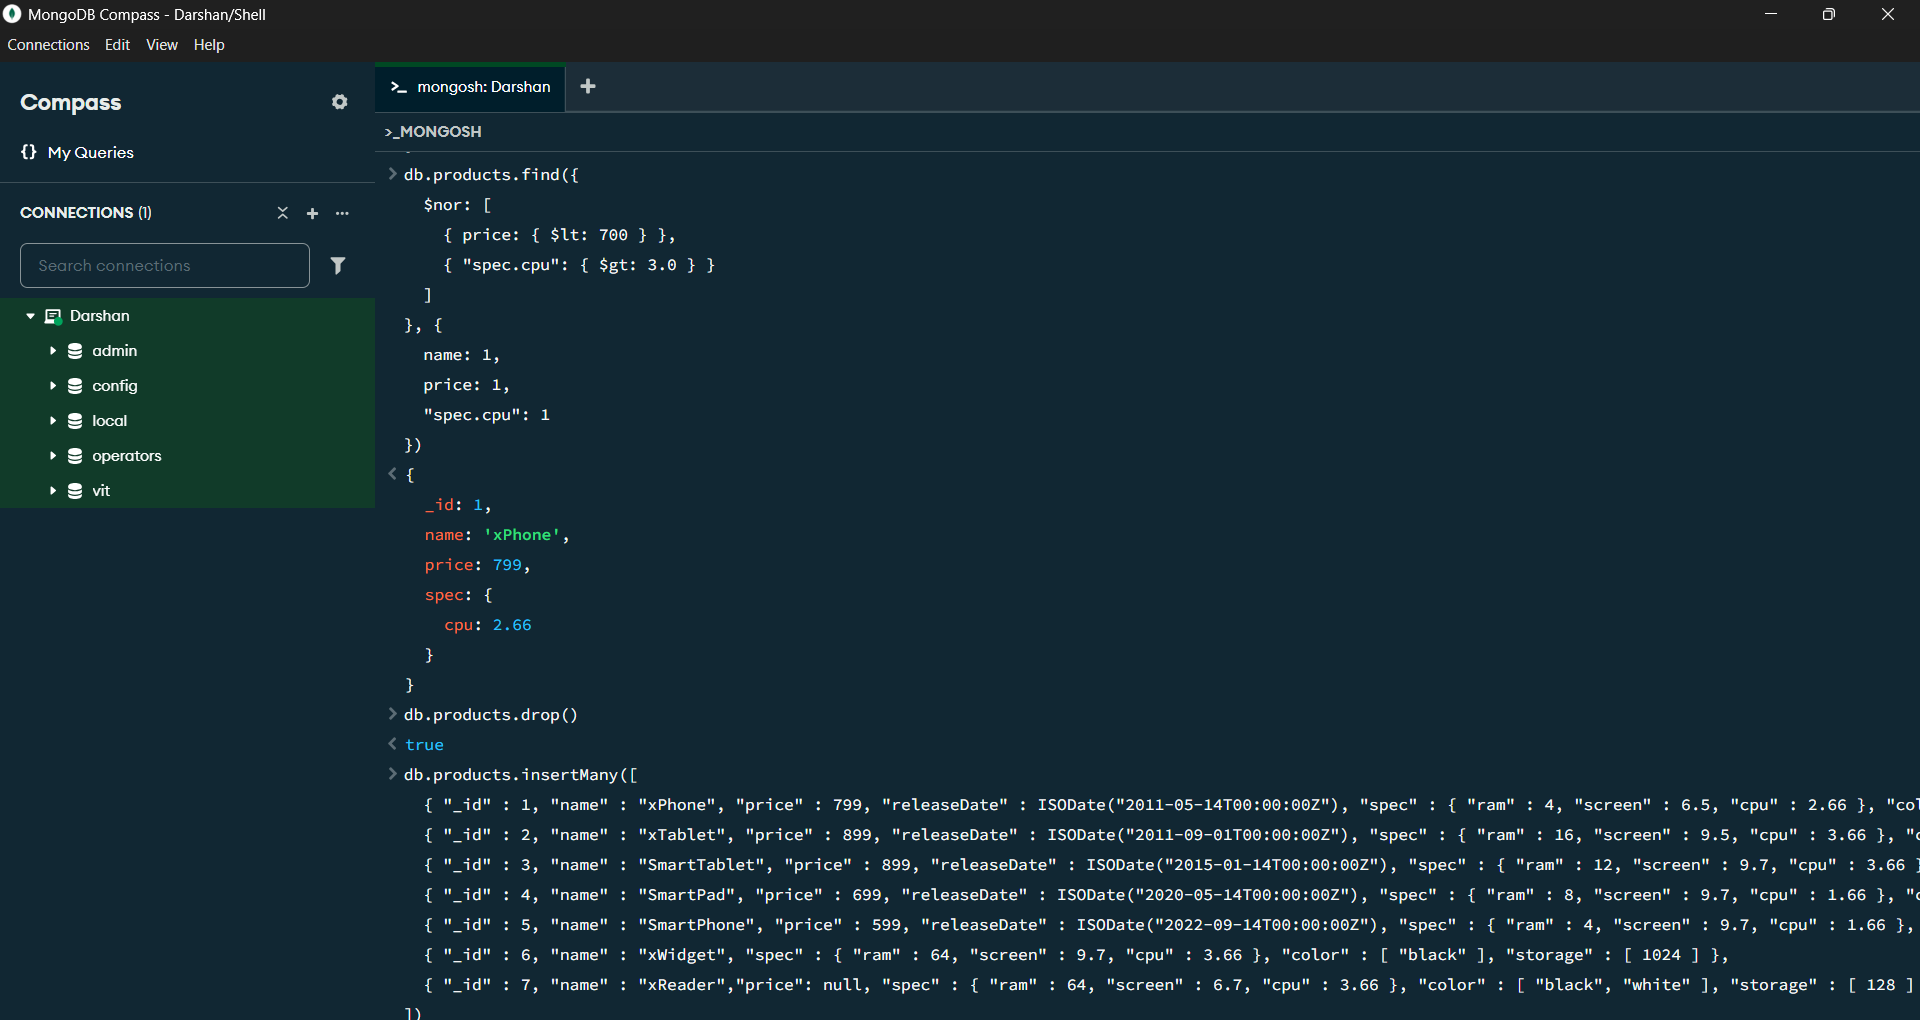 MongoDB Compass - Darshan/Shell
Connections Edit View Help
Compass
{} My Queries
CONNECTIONS (1)
Search connections
Darshan
admin
config
local
operators
vit
>_ mongosh: Darshan +
>_MONGOSH
> db.products.find({
$nor: [
{ price: { $lt: 700 } },
{ "spec.cpu": { $gt: 3.0 } }
]
}, {
name: 1,
price: 1,
"spec.cpu": 1
})
< {
_id: 1,
name: 'xPhone',
price: 799,
spec: {
cpu: 2.66
}
}
> db.products.drop()
< true
> db.products.insertMany([
{ "_id" : 1, "name" : "xPhone", "price" : 799, "releaseDate" : ISODate("2011-05-14T00:00:00Z"), "spec" : { "ram" : 4, "screen" : 6.5, "cpu" : 2.66 },
{ "_id" : 2, "name" : "xTablet", "price" : 899, "releaseDate" : ISODate("2011-09-01T00:00:00Z"), "spec" : { "ram" : 16, "screen" : 9.5, "cpu" : 3.66 },
{ "_id" : 3, "name" : "SmartTablet", "price" : 899, "releaseDate" : ISODate("2015-01-14T00:00:00Z"), "spec" : { "ram" : 12, "screen" : 9.7, "cpu" : 3.66 }
{ "_id" : 4, "name" : "SmartPad", "price" : 699, "releaseDate" : ISODate("2020-05-14T00:00:00Z"), "spec" : { "ram" : 8, "screen" : 9.7, "cpu" : 1.66 },
{ "_id" : 5, "name" : "SmartPhone", "price" : 599, "releaseDate" : ISODate("2022-09-14T00:00:00Z"), "spec" : { "ram" : 4, "screen" : 9.7, "cpu" : 1.66 },
{ "_id" : 6, "name" : "xWidget", "spec" : { "ram" : 64, "screen" : 9.7, "cpu" : 3.66 }, "color" : [ "black" ], "storage" : [ 1024 ] },
{ "_id" : 7, "name" : "xReader","price": null, "spec" : { "ram" : 64, "screen" : 6.7, "cpu" : 3.66 }, "color" : [ "black", "white" ], "storage" : [ 128 ]
])